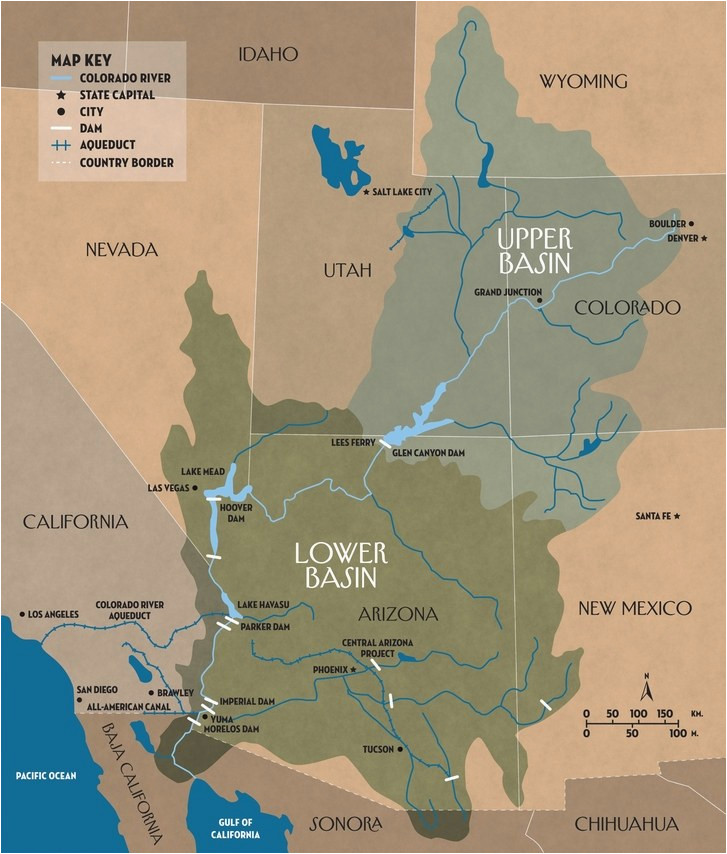 IDAHO
WYOMING
MAP KEY
COLORADO RIVER
STATE CAPITAL
CITY
DAM
AQUEDUCT
COUNTRY BORDER
SALT LAKE CITY
BOULDER
DENVER
NEVADA
UTAH
UPPER
BASIN
GRAND JUNCTION
COLORADO
LEES FERRY
GLEN CANYON DAM
LAKE MEAD
LAS VEGAS
HOOVER
DAM
SANTA FE
CALIFORNIA
LOWER
BASIN
LOS ANGELES
COLORADO RIVER
AQUEDUCT
LAKE HAVASU
PARKER DAM
ARIZONA
NEW MEXICO
CENTRAL ARIZONA
PROJECT
PHOENIX
SAN DIEGO
BRAWLEY
ALL-AMERICAN CANAL
IMPERIAL DAM
YUMA
MORELOS DAM
N
0 50 100 150 KM.
0 50 100 M.
TUCSON
BAJA CALIFORNIA
PACIFIC OCEAN
GULF OF
CALIFORNIA
SONORA
CHIHUAHUA